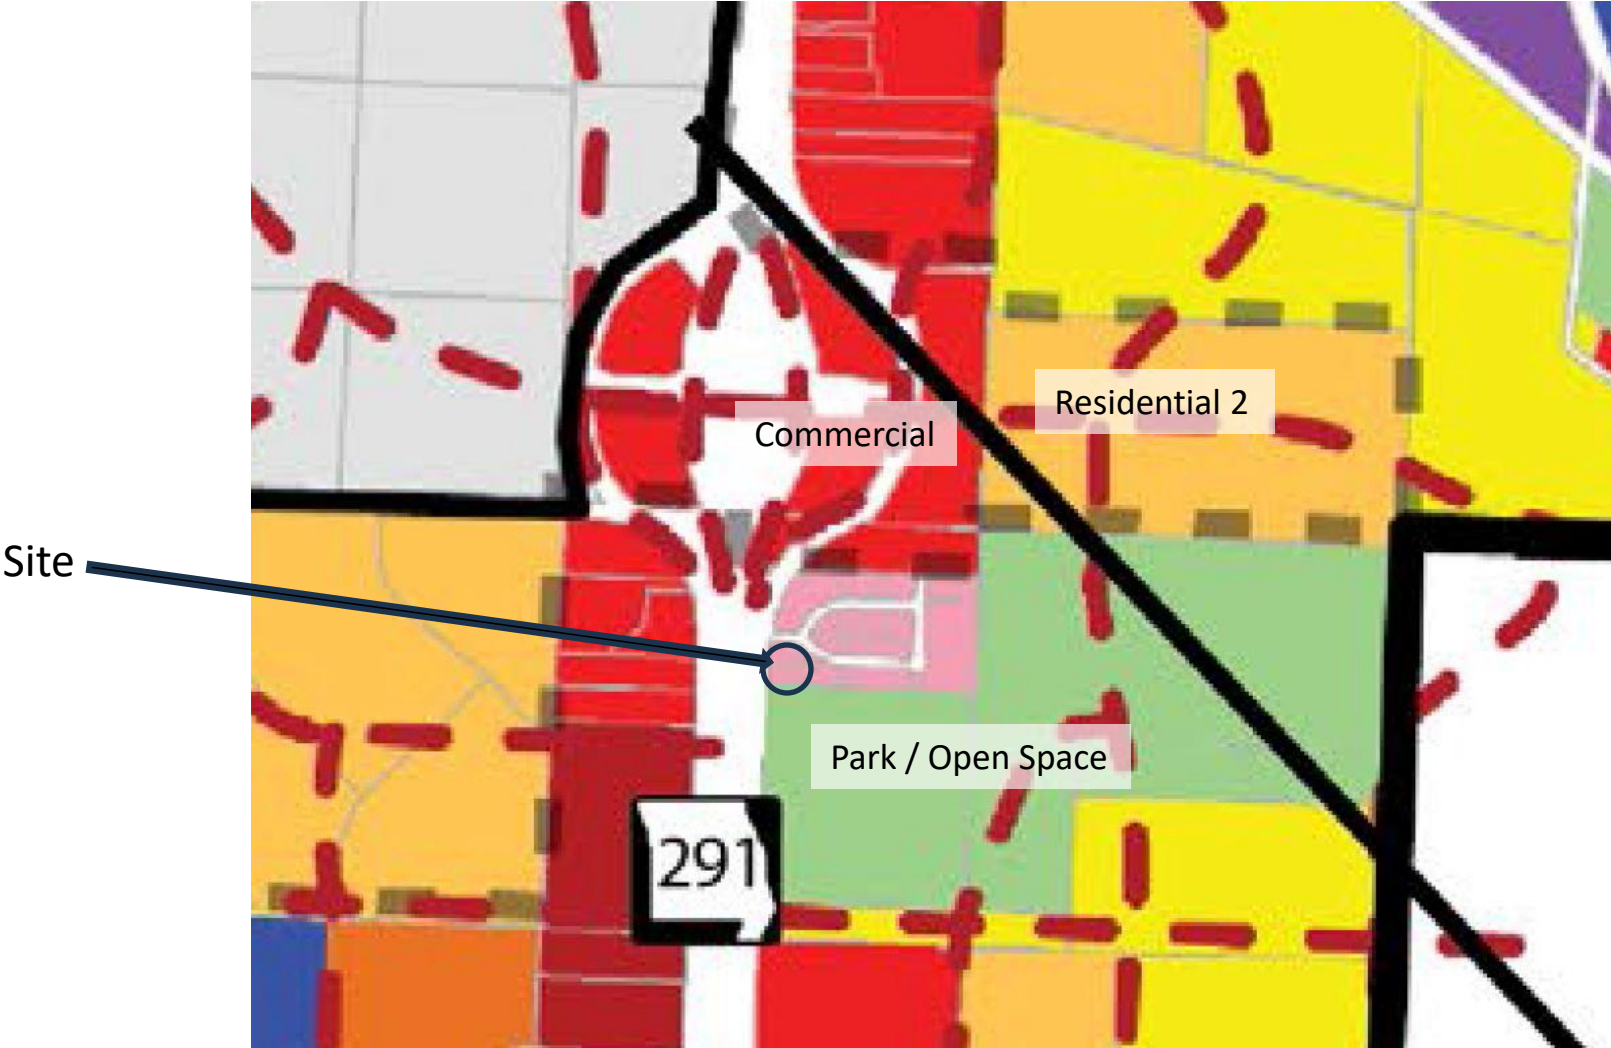 Residential 2
Commercial
Site
Park / Open Space
291